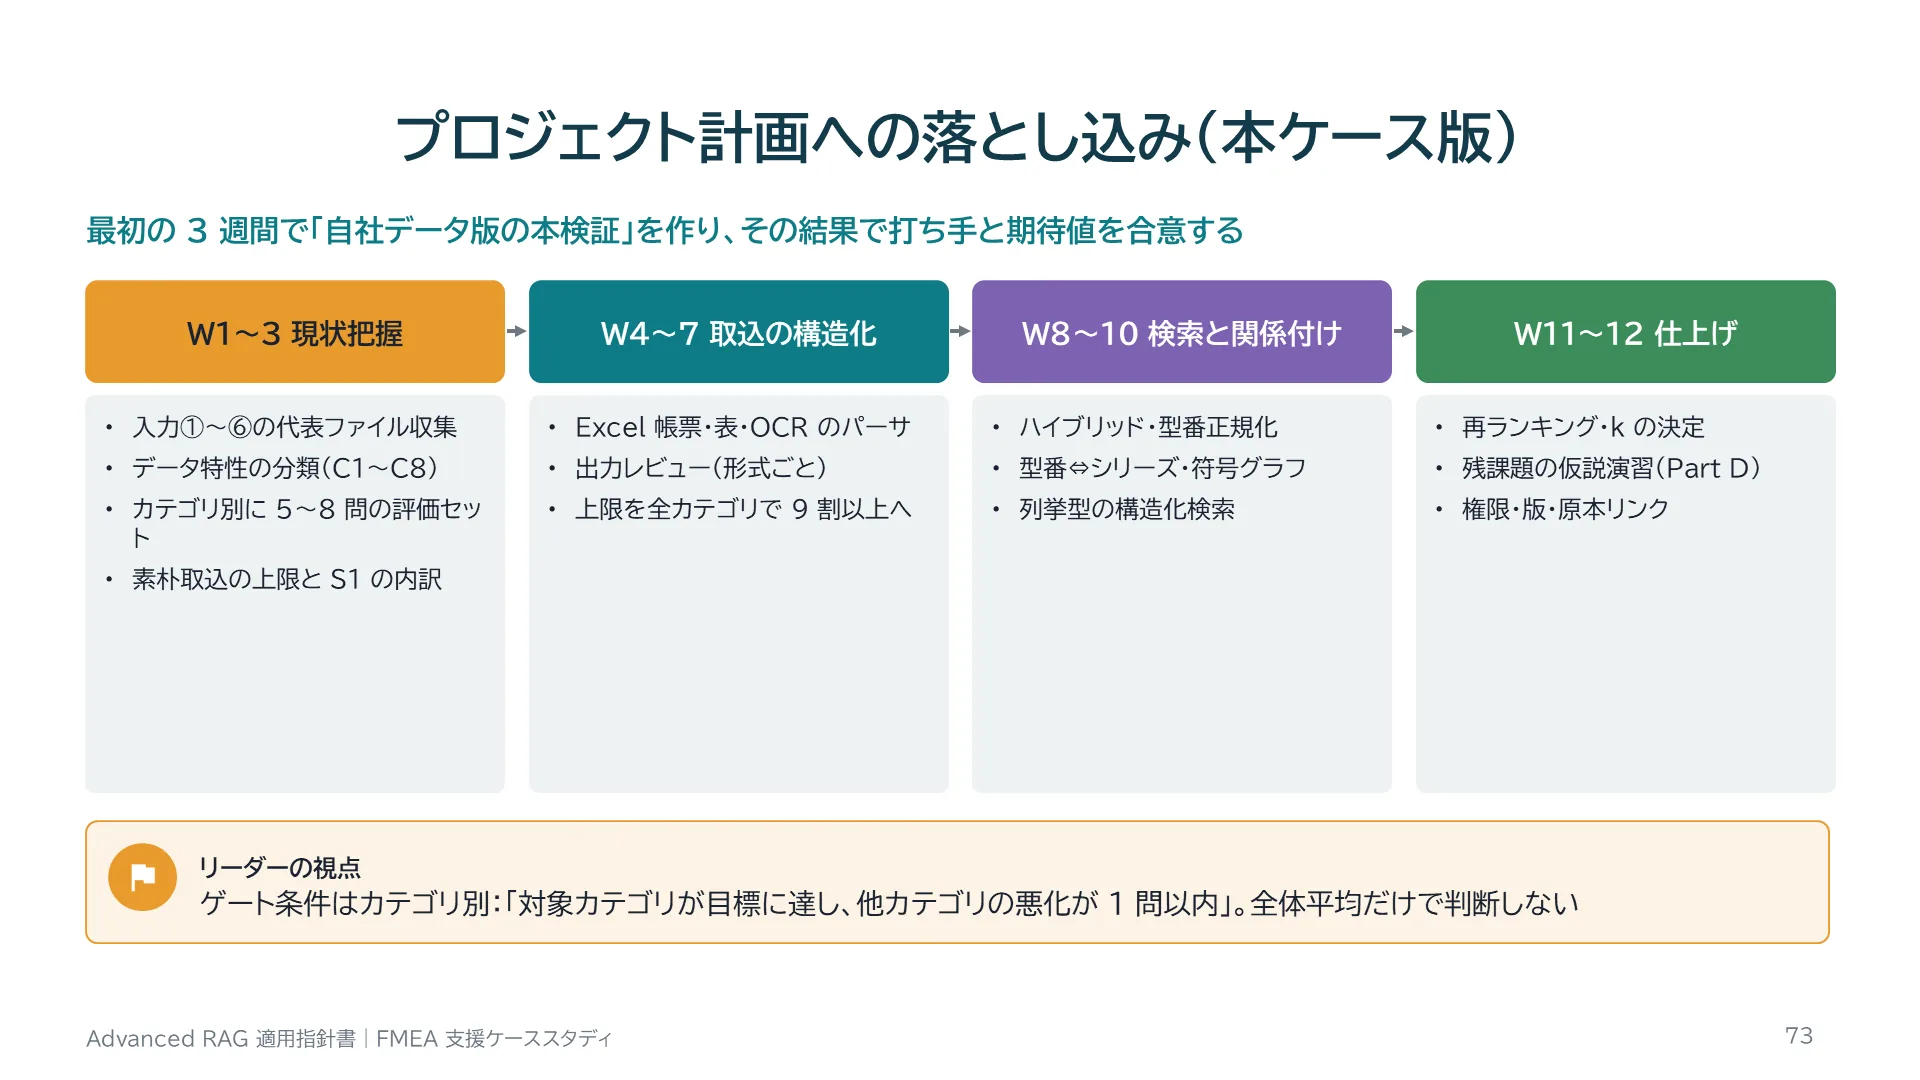 プロジェクト計画への落とし込み（本ケース版）
最初の 3 週間で「自社データ版の本検証」を作り、その結果で打ち手と期待値を合意する
W1～3 現状把握
• 入力①～⑥の代表ファイル収集
• データ特性の分類（C1～C8）
• カテゴリ別に 5～8 問の評価セッ
ト
• 素朴取込の上限と S1 の内訳
W4～7 取込の構造化
• Excel 帳票・表・OCR のパーサ
• 出力レビュー（形式ごと）
• 上限を全カテゴリで 9 割以上へ
W8～10 検索と関係付け
• ハイブリッド・型番正規化
• 型番⇔シリーズ・符号グラフ
• 列挙型の構造化検索
W11～12 仕上げ
• 再ランキング・k の決定
• 残課題の仮説演習（Part D）
• 権限・版・原本リンク
リーダーの視点
ゲート条件はカテゴリ別：「対象カテゴリが目標に達し、他カテゴリの悪化が 1 問以内」。全体平均だけで判断しない
Advanced RAG 適用指針書｜FMEA 支援ケーススタディ
73